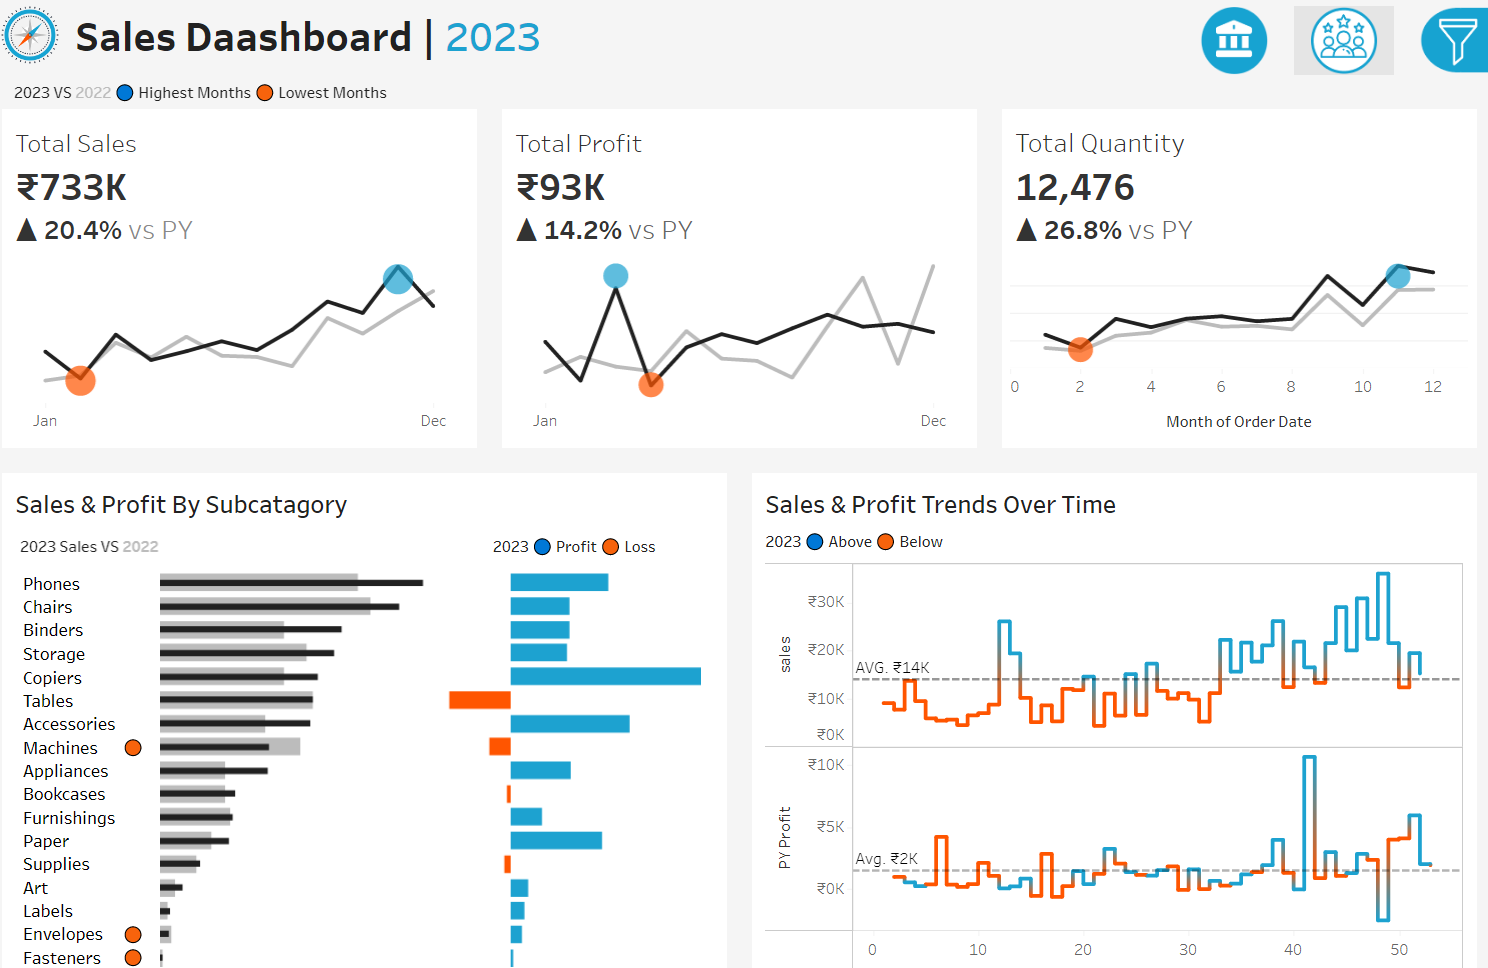 Sales Daashboard | 2023
2023 VS 2022 Highest Months Lowest Months
Total Sales
₹733K
▲ 20.4% vs PY
Jan Dec
Total Profit
₹93K
▲ 14.2% vs PY
Jan Dec
Total Quantity
12,476
▲ 26.8% vs PY
0 2 4 6 8 10 12
Month of Order Date
Sales & Profit By Subcatagory
2023 Sales VS 2022
2023 Profit Loss
Phones
Chairs
Binders
Storage
Copiers
Tables
Accessories
Machines
Appliances
Bookcases
Furnishings
Paper
Supplies
Art
Labels
Envelopes
Fasteners
Sales & Profit Trends Over Time
2023 Above Below
sales
₹30K
₹20K
AVG. ₹14K
₹10K
₹0K
PY Profit
₹10K
₹5K
Avg. ₹2K
₹0K
0 10 20 30 40 50